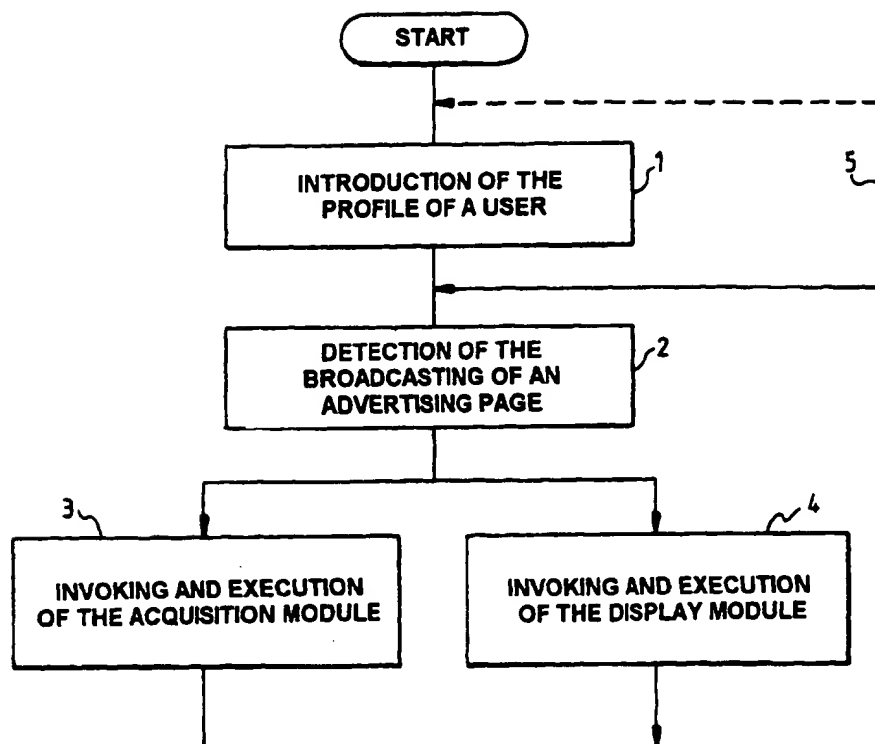 START
INTRODUCTION OF THE
PROFILE OF A USER
1
5
DETECTION OF THE
BROADCASTING OF AN
ADVERTISING PAGE
2
3
INVOKING AND EXECUTION
OF THE ACQUISITION MODULE
4
INVOKING AND EXECUTION
OF THE DISPLAY MODULE